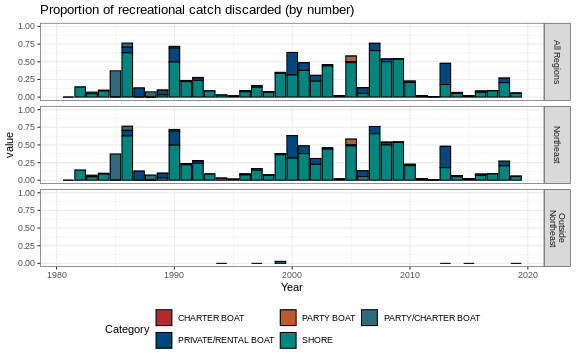 Proportion of recreational catch discarded (by number)
1.00
0.75
0.50
0.25
0.00
All Regions
1.00
0.75
0.50
0.25
0.00
Northeast
1.00
0.75
0.50
0.25
0.00
Outside
Northeast
value
1980
1990
2000
2010
2020
Year
Category
CHARTER BOAT
PARTY BOAT
PARTY/CHARTER BOAT
PRIVATE/RENTAL BOAT
SHORE